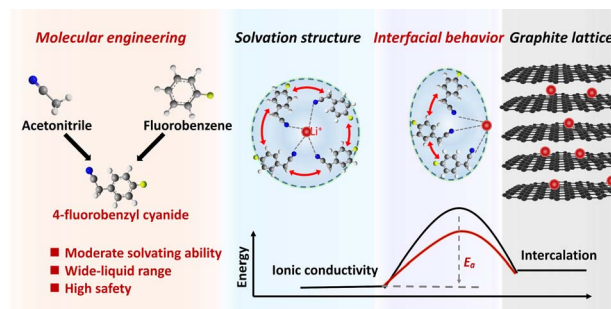 Molecular engineering
Solvation structure
Interfacial behavior
Graphite lattice
Acetonitrile
Fluorobenzene
4-fluorobenzyl cyanide
Moderate solvating ability
Wide-liquid range
High safety
Li⁺
Energy
Ionic conductivity
Eₐ
Intercalation